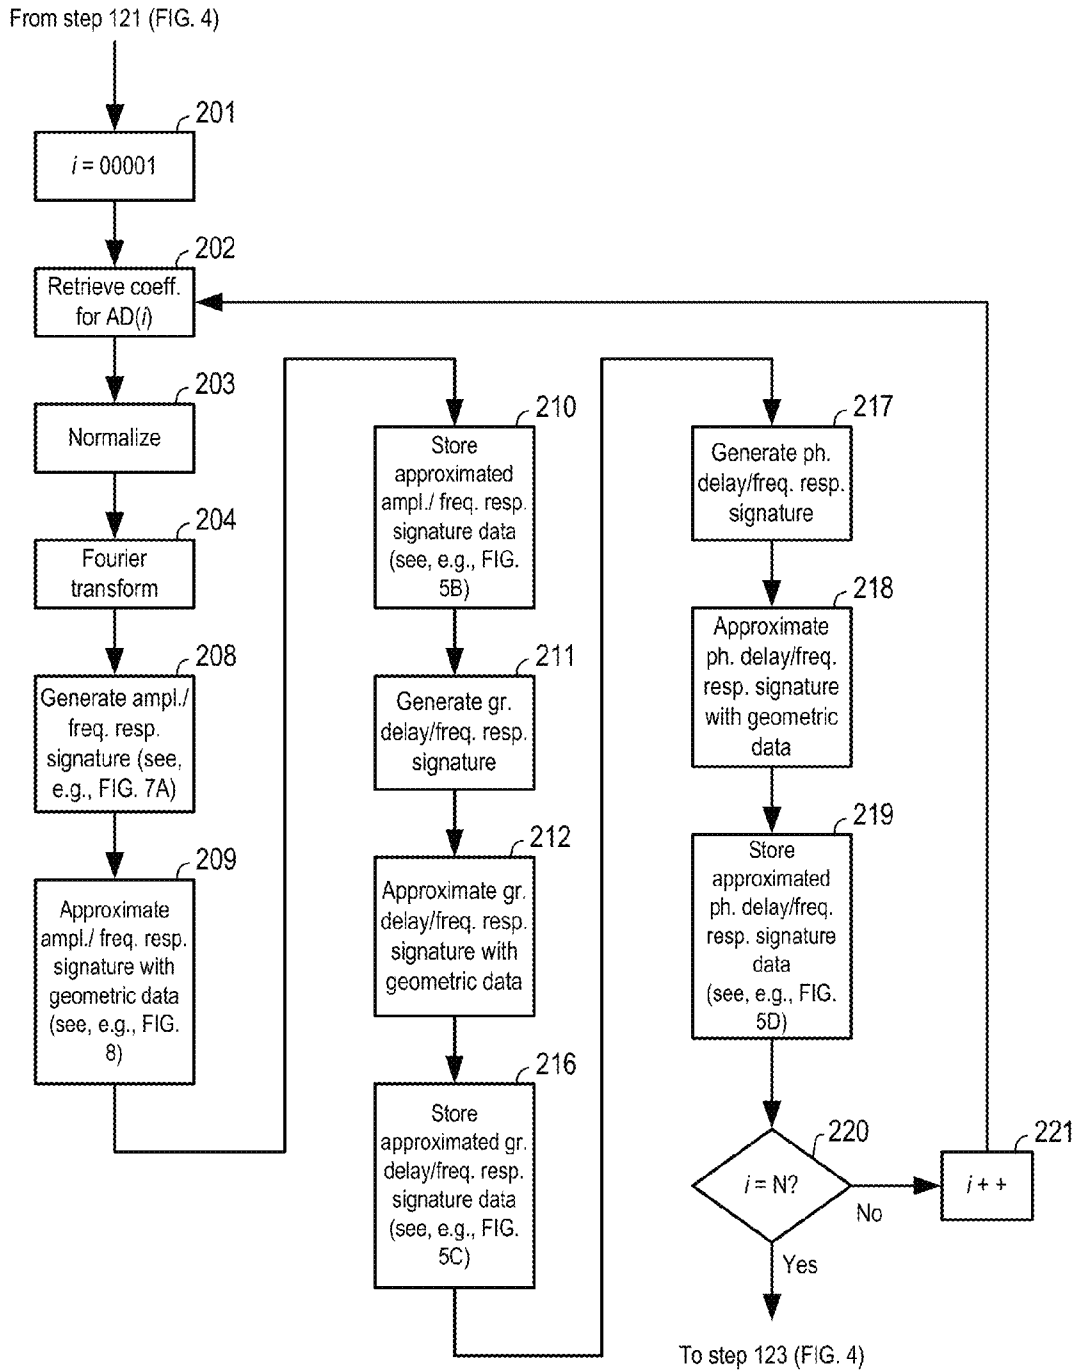 From step 121 (FIG. 4)
201
i = 00001
202
Retrieve coeff.
for AD(i)
203
Normalize
204
Fourier
transform
208
Generate ampl./
freq. resp.
signature (see,
e.g., FIG. 7A)
209
Approximate
ampl./ freq. resp.
signature with
geometric data
(see, e.g., FIG.
8)
210
Store
approximated
ampl./ freq. resp.
signature data
(see, e.g., FIG.
5B)
211
Generate gr.
delay/freq. resp.
signature
212
Approximate gr.
delay/freq. resp.
signature with
geometric data
216
Store
approximated gr.
delay/freq. resp.
signature data
(see, e.g., FIG.
5C)
217
Generate ph.
delay/freq. resp.
signature
218
Approximate
ph. delay/freq.
resp. signature
with geometric
data
219
Store
approximated
ph. delay/freq.
resp. signature
data
(see, e.g., FIG.
5D)
220
i = N?
No
221
i + +
Yes
To step 123 (FIG. 4)